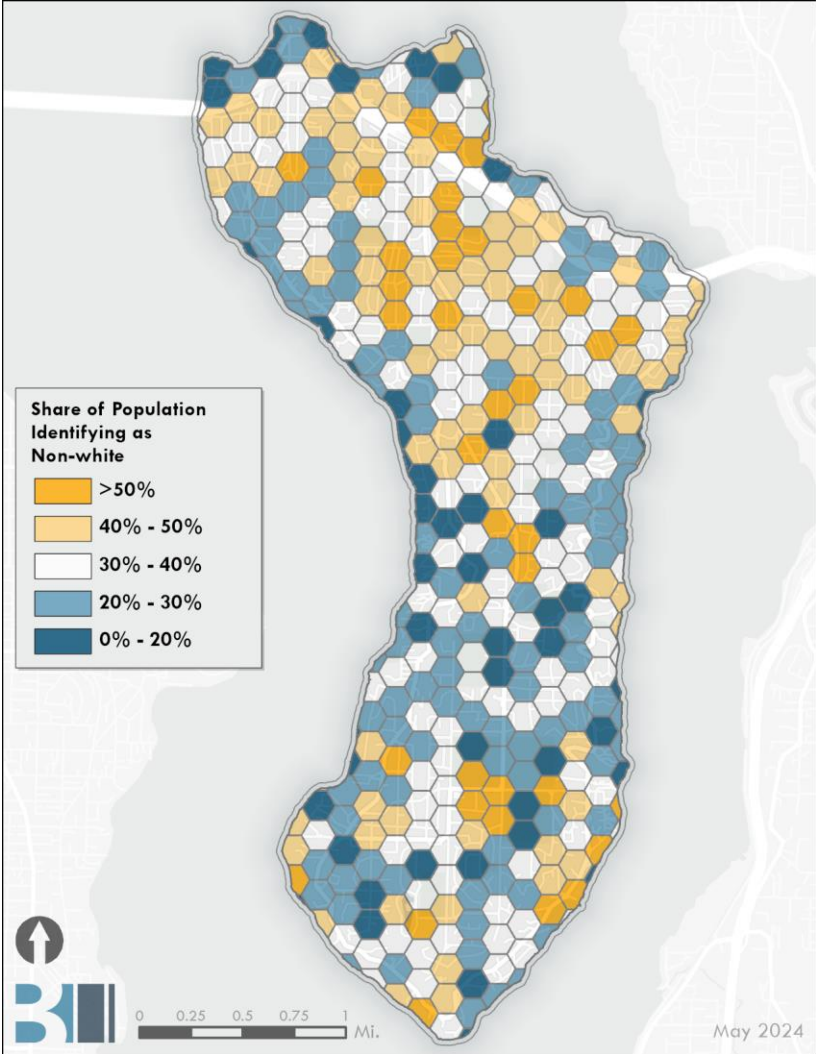 Share of Population
Identifying as
Non-white
>50%
40% - 50%
30% - 40%
20% - 30%
0% - 20%
0 0.25 0.5 0.75 1
Mi.
May 2024